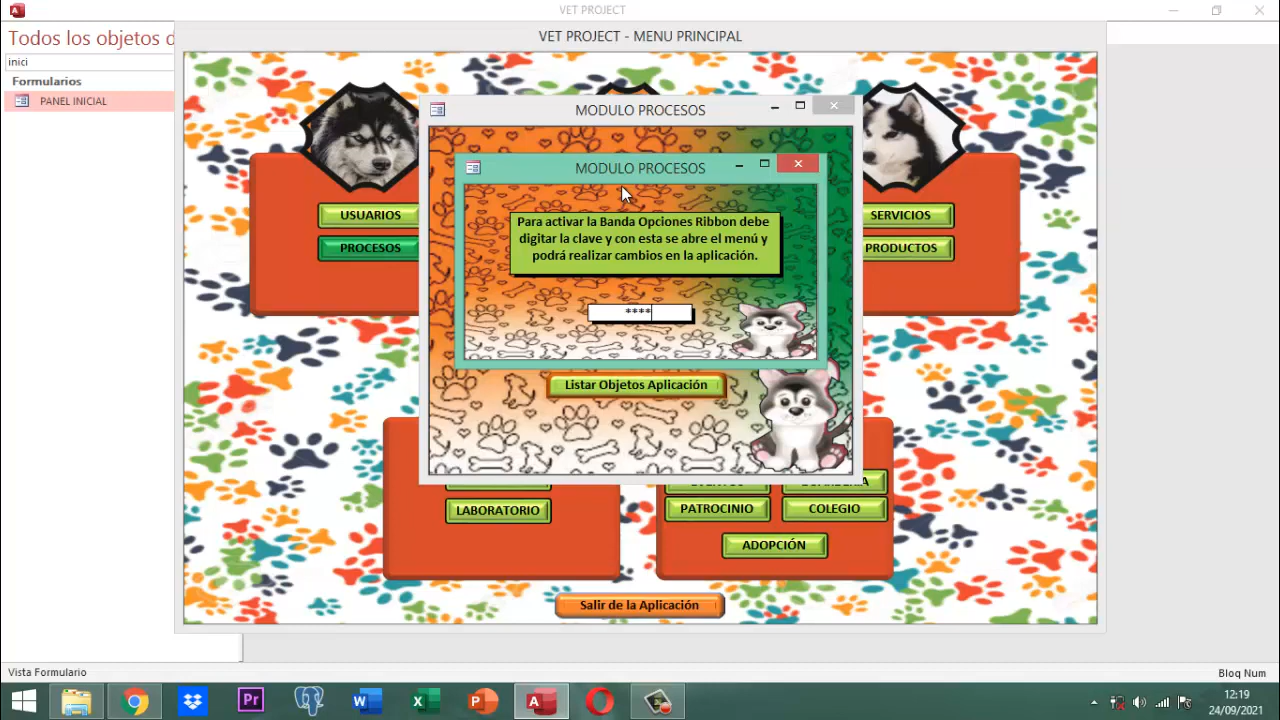 VET PROJECT
Todos los objetos d
VET PROJECT - MENU PRINCIPAL
inici
Formularios
PANEL INICIAL
MODULO PROCESOS
MODULO PROCESOS
USUARIOS
SERVICIOS
PROCESOS
PRODUCTOS
Para activar la Banda Opciones Ribbon debe
digitar la clave y con esta se abre el menú y
podrá realizar cambios en la aplicación.
****
Listar Objetos Aplicación
LABORATORIO
PATROCINIO
COLEGIO
ADOPCIÓN
Salir de la Aplicación
Vista Formulario
Bloq Num
12:19
24/09/2021